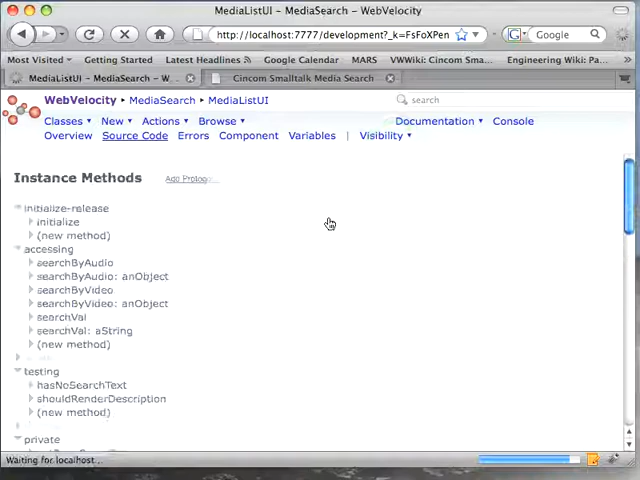 MediaListUI - MediaSearch - WebVelocity
http://localhost:7777/development?_k=FsFoXPen
Google
Most Visited Getting Started Latest Headlines Google Calendar MARS VWWiki: Cincom Sma... Engineering Pa...
MediaListUI - MediaSearch - W...
Cincom Smalltalk Media Search
WebVelocity MediaSearch MediaListUI
search
Classes New Actions Browse Documentation Console
Overview Source Code Errors Component Variables | Visibility
Instance Methods Add Protoc...
initialize-release
initialize
(new method)
accessing
searchByAudio
searchByAudio: anObject
searchByVideo
searchByVideo: anObject
searchVal
searchVal: aString
(new method)
testing
hasNoSearchText
shouldRenderDescription
(new method)
private
Waiting for localhost...